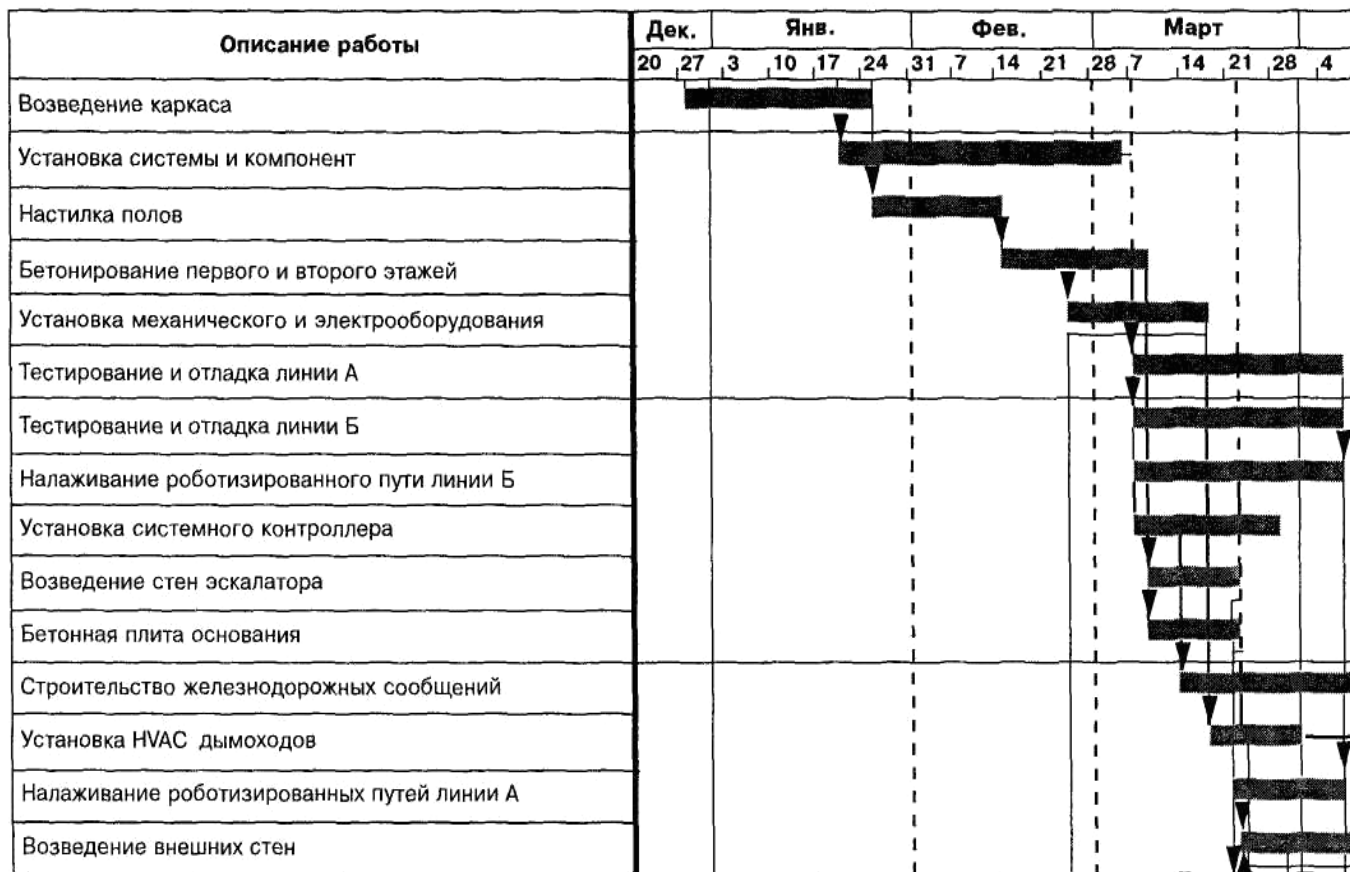 Описание работы
Дек. Янв. Фев. Март
20 27 3 10 17 24 31 7 14 21 28 7 14 21 28 4
Возведение каркаса
Установка системы и компонент
Настилка полов
Бетонирование первого и второго этажей
Установка механического и электрооборудования
Тестирование и отладка линии А
Тестирование и отладка линии Б
Налаживание роботизированного пути линии Б
Установка системного контроллера
Возведение стен эскалатора
Бетонная плита основания
Строительство железнодорожных сообщений
Установка HVAC дымоходов
Налаживание роботизированных путей линии А
Возведение внешних стен